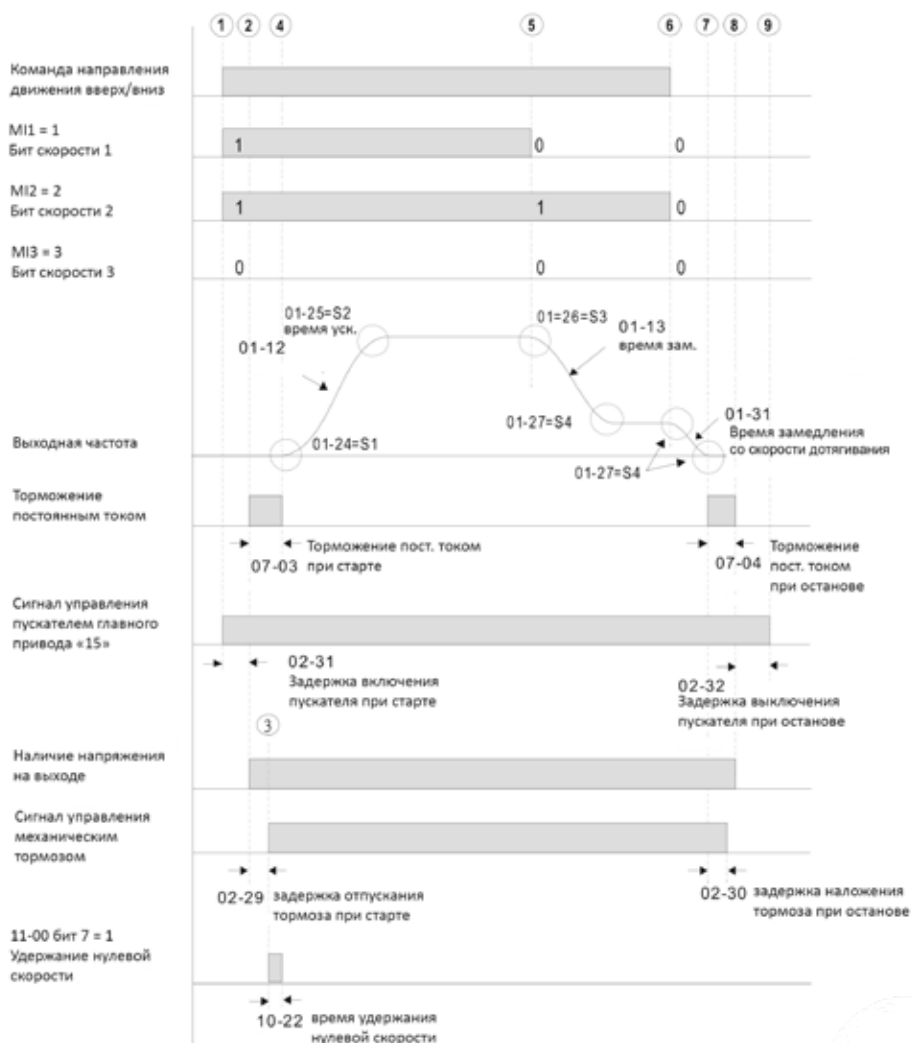 1 2 4 5 6 7 8 9
Команда направления
движения вверх/вниз
MI1 = 1
Бит скорости 1
1 0 0
MI2 = 2
Бит скорости 2
1 1 0
MI3 = 3
Бит скорости 3
0 0 0
01-25=S2
время уск.
01-12
01=26=S3
01-13
время зам.
01-27=S4
01-31
Время замедления
со скорости дотягивания
Выходная частота
01-24=S1
01-27=S4
Торможение
постоянным током
07-03
Торможение пост. током
при старте
07-04
Торможение
пост. током
при останове
Сигнал управления
пускателем главного
привода «15»
02-31
Задержка включения
пускателя при старте
02-32
Задержка выключения
пускателя при останове
3
Наличие напряжения
на выходе
Сигнал управления
механическим
тормозом
02-29
задержка отпускания
тормоза при старте
02-30
задержка наложения
тормоза при останове
11-00 бит 7 = 1
Удержание нулевой
скорости
10-22
время удержания
нулевой скорости